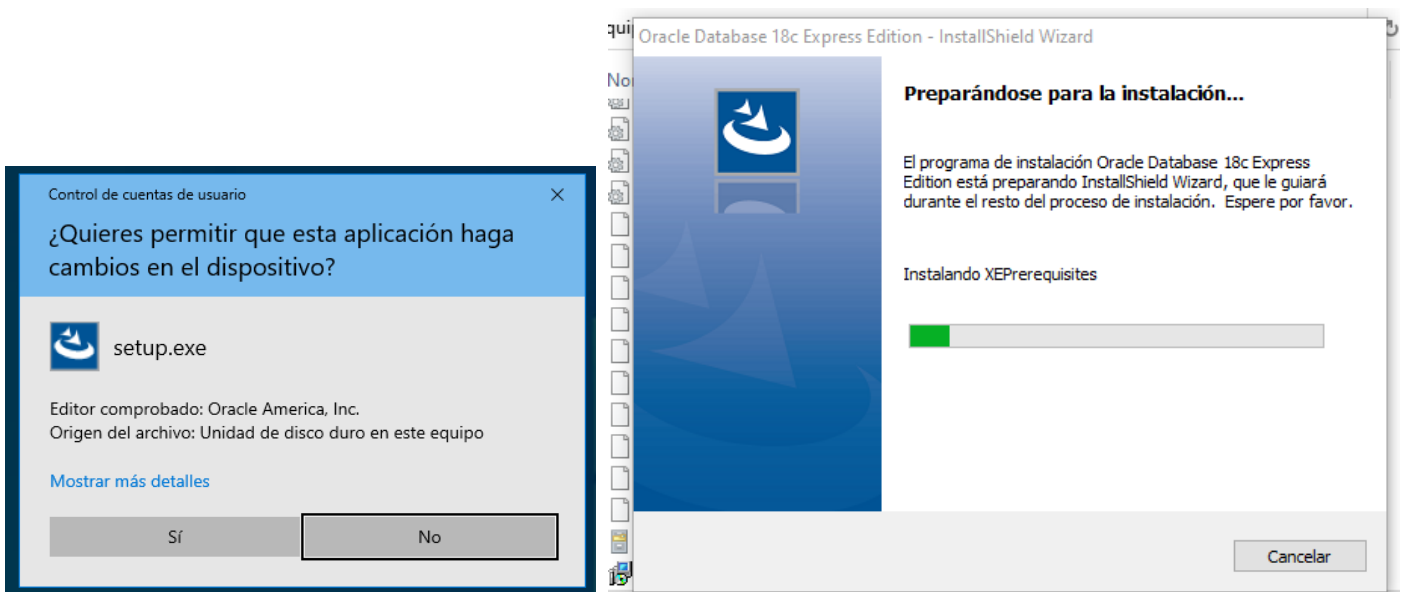 Control de cuentas de usuario
¿Quieres permitir que esta aplicación haga
cambios en el dispositivo?
setup.exe
Editor comprobado: Oracle America, Inc.
Origen del archivo: Unidad de disco duro en este equipo
Mostrar más detalles
Sí
No
Oracle Database 18c Express Edition - InstallShield Wizard
Preparándose para la instalación...
El programa de instalación Oracle Database 18c Express
Edition está preparando InstallShield Wizard, que le guiará
durante el resto del proceso de instalación. Espere por favor.
Instalando XEPrerequisites
Cancelar